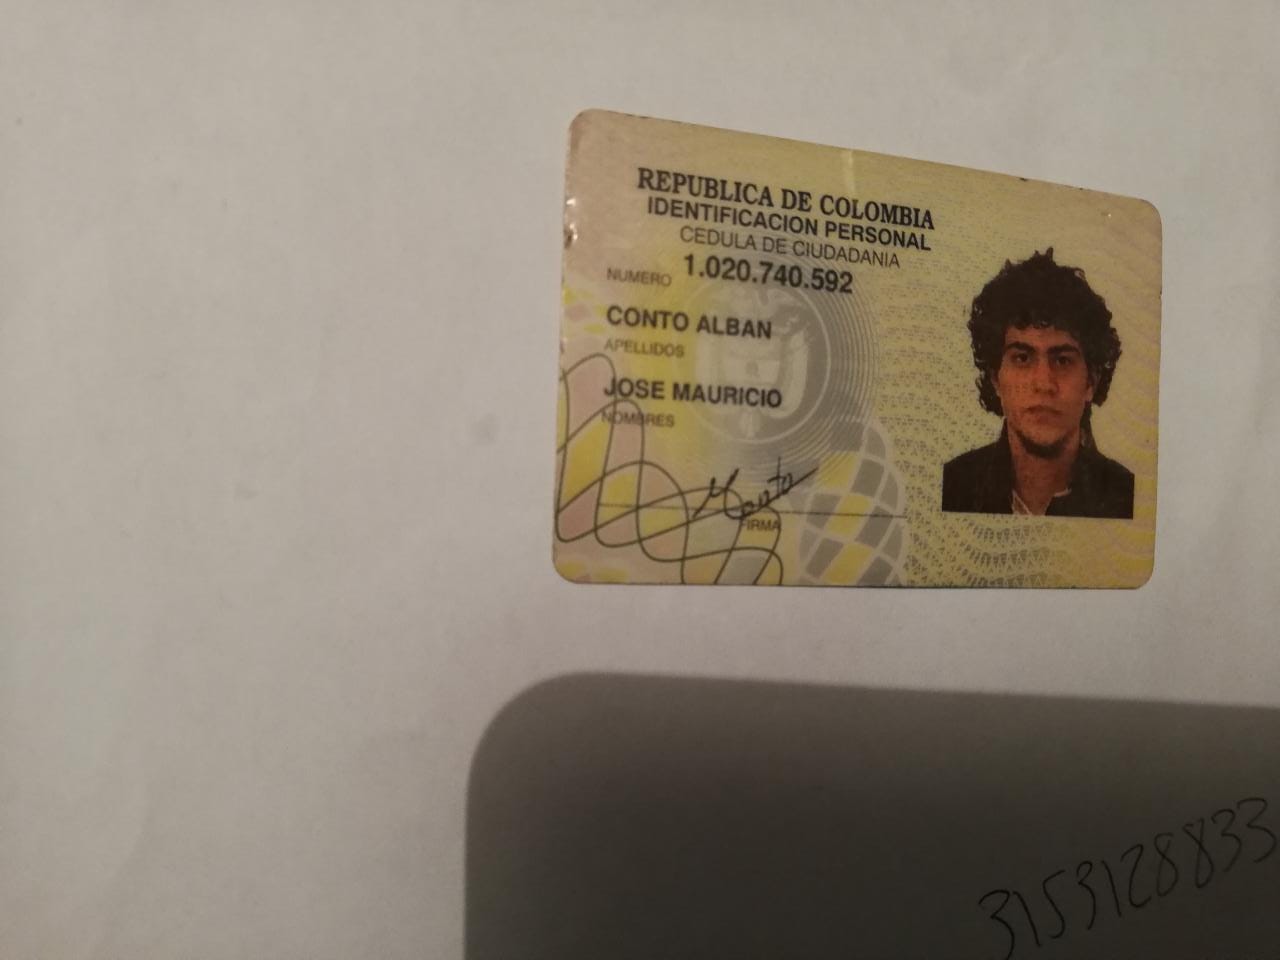 REPUBLICA DE COLOMBIA
IDENTIFICACION PERSONAL
CEDULA DE CIUDADANIA
NUMERO 1.020.740.592
CONTO ALBAN
APELLIDOS
JOSE MAURICIO
NOMBRES
MConto
FIRMA
3153128833